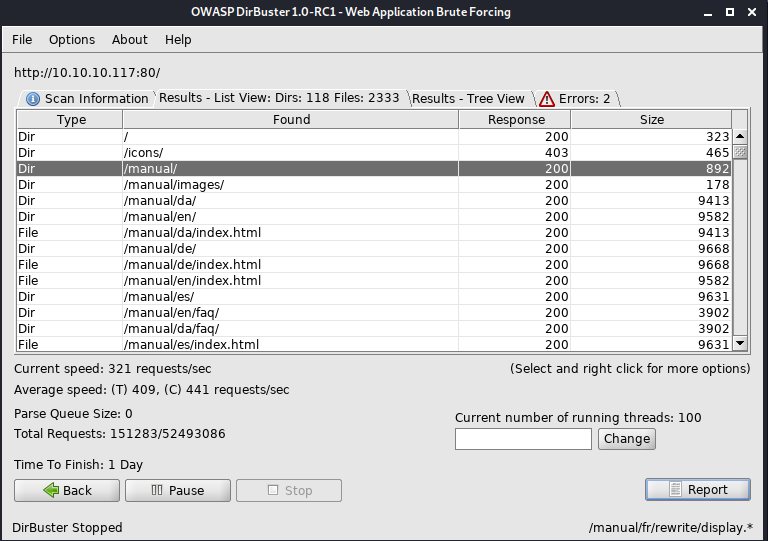 OWASP DirBuster 1.0-RC1 - Web Application Brute Forcing
File Options About Help
http://10.10.10.117:80/
Scan Information Results - List View: Dirs: 118 Files: 2333 Results - Tree View Errors: 2
Type Found Response Size
Dir / 200 323
Dir /icons/ 403 465
Dir /manual/ 200 892
Dir /manual/images/ 200 178
Dir /manual/da/ 200 9413
Dir /manual/en/ 200 9582
File /manual/da/index.html 200 9413
Dir /manual/de/ 200 9668
File /manual/de/index.html 200 9668
File /manual/en/index.html 200 9582
Dir /manual/es/ 200 9631
Dir /manual/en/faq/ 200 3902
Dir /manual/da/faq/ 200 3902
File /manual/es/index.html 200 9631
Current speed: 321 requests/sec (Select and right click for more options)
Average speed: (T) 409, (C) 441 requests/sec
Parse Queue Size: 0
Current number of running threads: 100
Total Requests: 151283/52493086
Change
Time To Finish: 1 Day
Back Pause Stop Report
DirBuster Stopped /manual/fr/rewrite/display.*